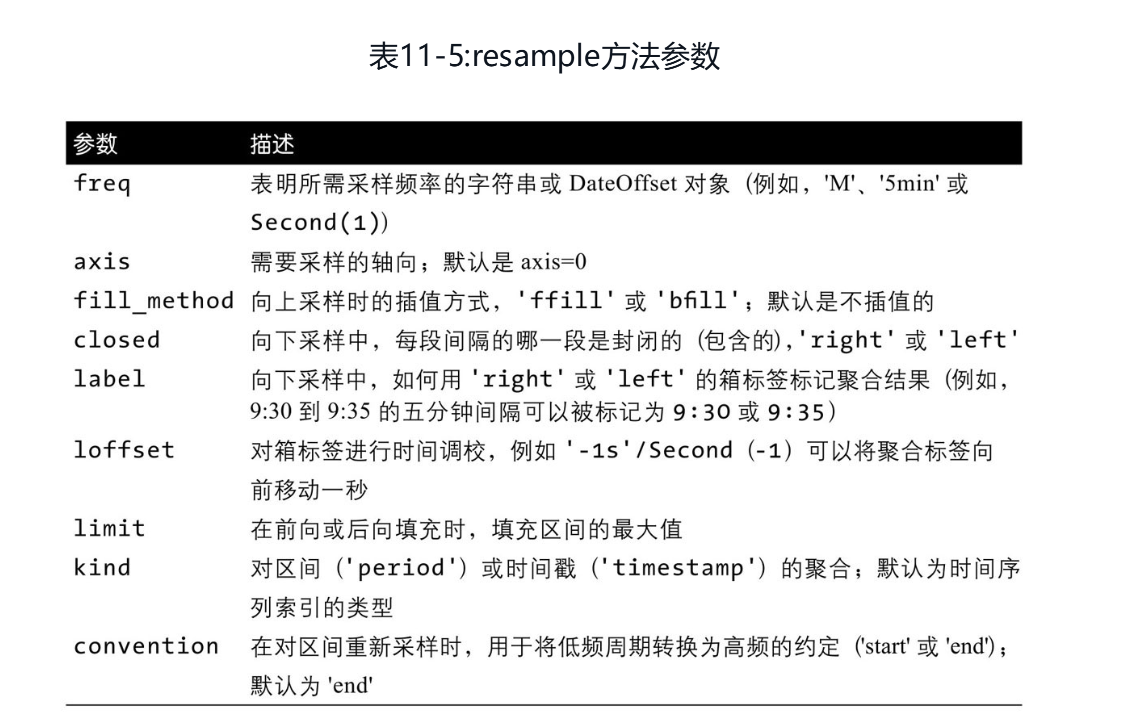 表11-5:resample方法参数
参数 描述
freq 表明所需采样频率的字符串或 DateOffset 对象（例如，'M'、'5min' 或
Second(1)）
axis 需要采样的轴向；默认是 axis=0
fill_method 向上采样时的插值方式，'ffill' 或 'bfill'；默认是不插值的
closed 向下采样中，每段间隔的哪一段是封闭的（包含的），'right' 或 'left'
label 向下采样中，如何用 'right' 或 'left' 的箱标签标记聚合结果（例如，
9:30 到 9:35 的五分钟间隔可以被标记为 9:30 或 9:35）
loffset 对箱标签进行时间调校，例如 '-1s'/Second（-1）可以将聚合标签向
前移动一秒
limit 在前向或后向填充时，填充区间的最大值
kind 对区间（'period'）或时间戳（'timestamp'）的聚合；默认为时间序
列索引的类型
convention 在对区间重新采样时，用于将低频周期转换为高频的约定（'start' 或 'end'）；
默认为 'end'